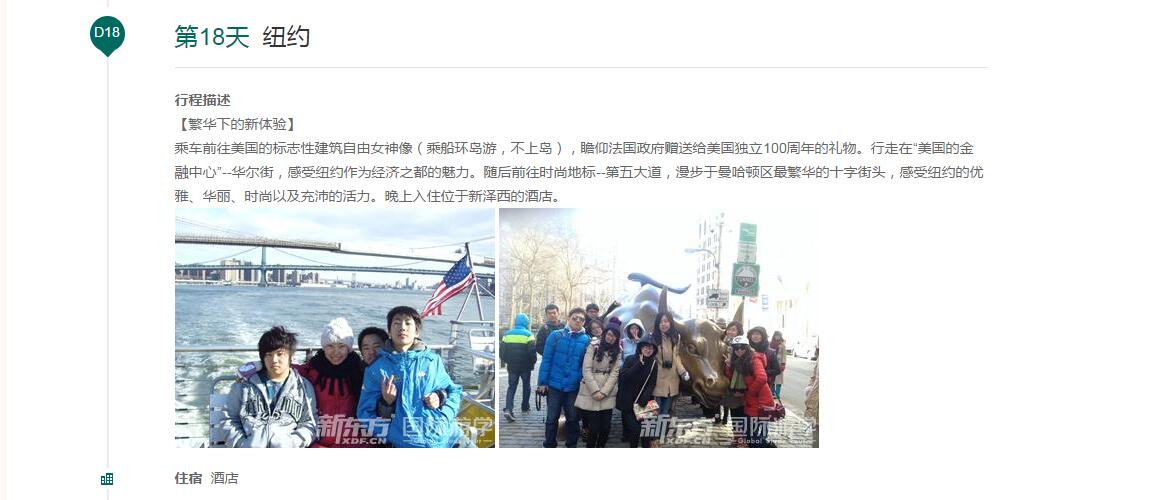 D18
第18天 纽约
行程描述
【繁华下的新体验】
乘车前往美国的标志性建筑自由女神像（乘船环岛游，不上岛），瞻仰法国政府赠送给美国独立100周年的礼物。行走在“美国的金
融中心”--华尔街，感受纽约作为经济之都的魅力。随后前往时尚地标--第五大道，漫步于曼哈顿区最繁华的十字街头，感受纽约的优
雅、华丽、时尚以及充沛的活力。晚上入住位于新泽西的酒店。
新东方 国际游学
XDF.CN Global Study Tour
新东方 国际游学
XDF.CN Global Study Tour
住宿 酒店